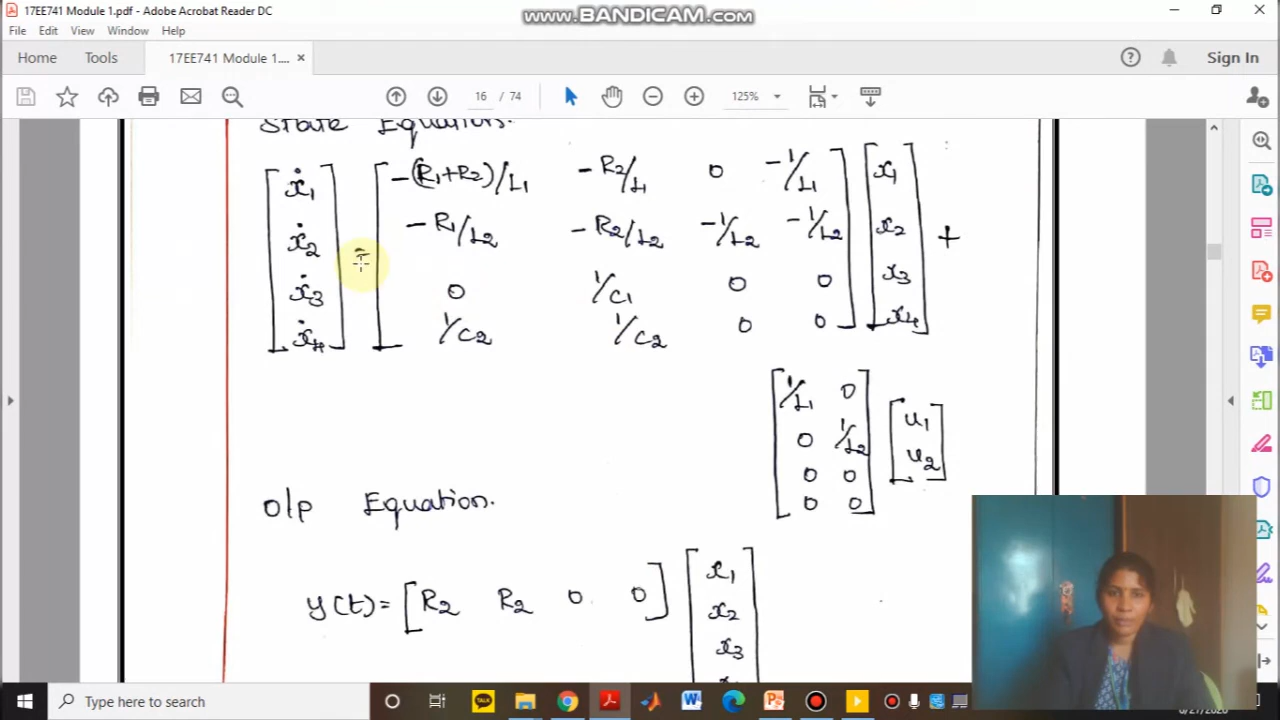 17EE741 Module 1.pdf - Adobe Acrobat Reader DC
www.BANDICAM.com
File Edit View Window Help
Home Tools 17EE741 Module 1.... × Sign In
16 / 74 125%
State Equation.
ẋ1 -(R1+R2)/L1 -R2/L1 0 -1/L1 x1
ẋ2 = -R1/L2 -R2/L2 -1/L2 -1/L2 x2 +
ẋ3 0 1/C1 0 0 x3
ẋ4 1/C2 1/C2 0 0 x4
1/L1 0 u1
0 1/L2 u2
0 0
0 0
o/p Equation.
y(t)= [R2 R2 0 0] x1
x2
x3
Type here to search
TALK